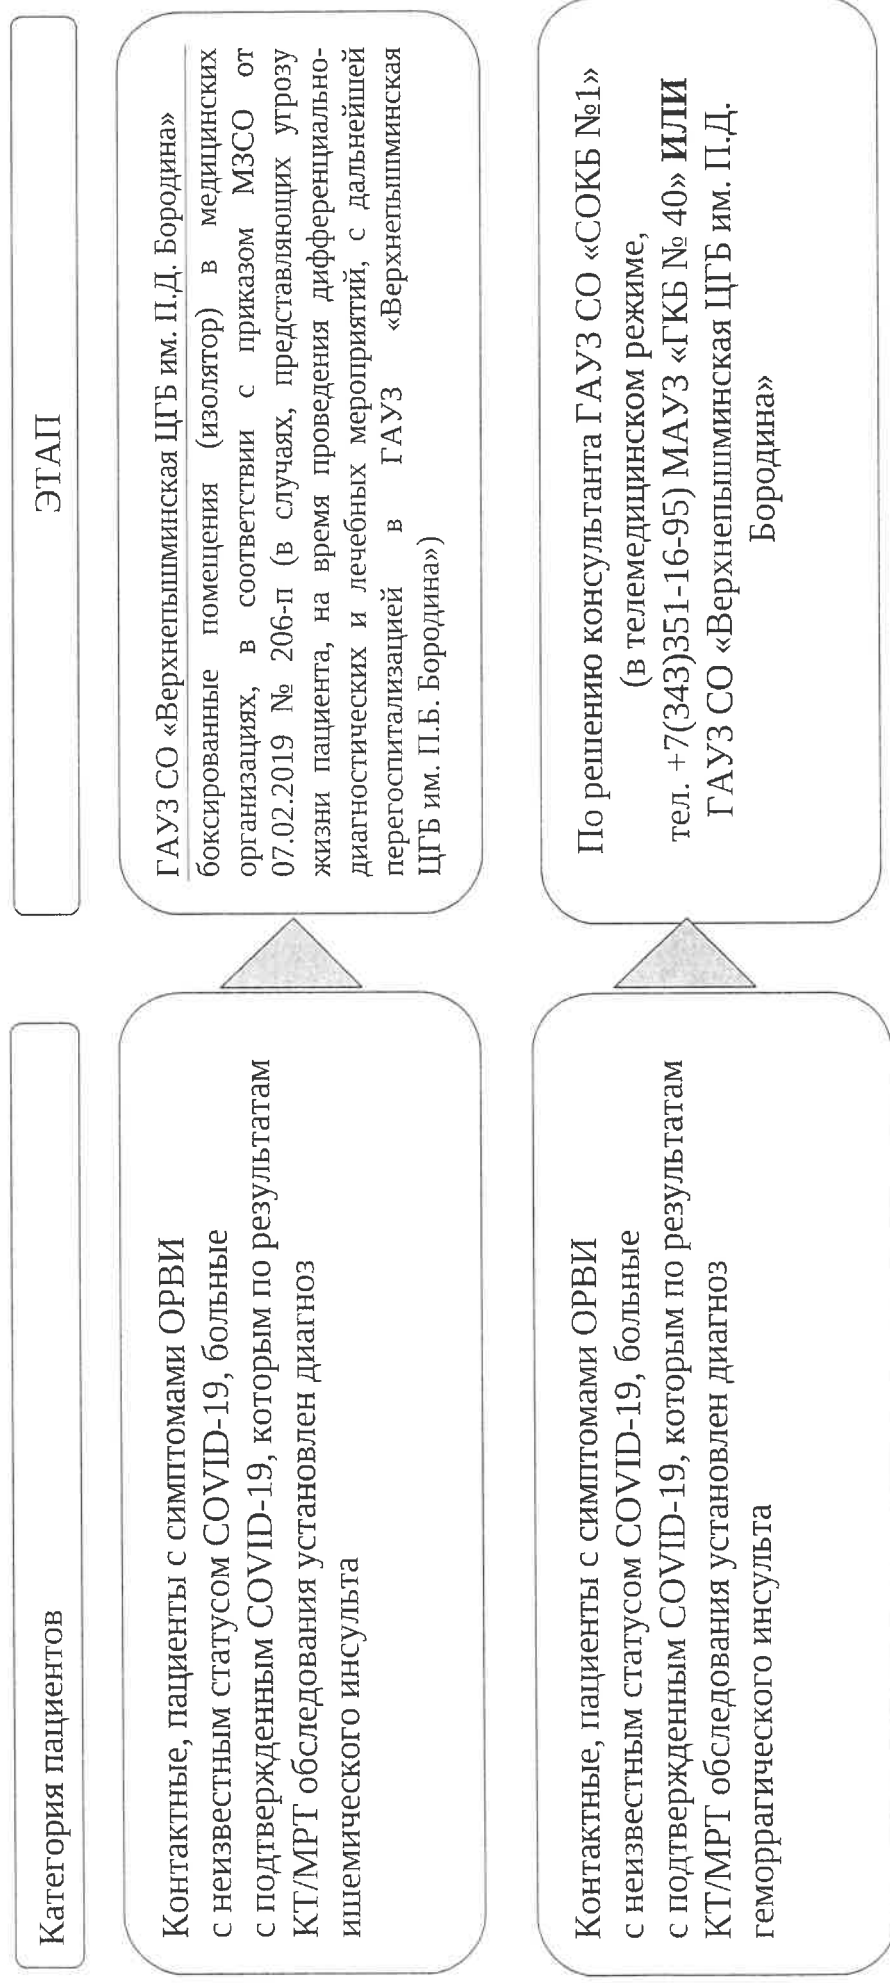 Категория пациентов
ЭТАП
Контактные, пациенты с симптомами ОРВИ
с неизвестным статусом COVID-19, больные
с подтвержденным COVID-19, которым по результатам
КТ/МРТ обследования установлен диагноз
ишемического инсульта
ГАУЗ СО «Верхнепышминская ЦГБ им. П.Д. Бородина»
боксированные помещения (изолятор) в медицинских
организациях, в соответствии с приказом МЗСО от
07.02.2019 № 206-п (в случаях, представляющих угрозу
жизни пациента, на время проведения дифференциально-
диагностических и лечебных мероприятий, с дальнейшей
перегоспитализацией в ГАУЗ «Верхнепышминская
ЦГБ им. П.Б. Бородина»)
Контактные, пациенты с симптомами ОРВИ
с неизвестным статусом COVID-19, больные
с подтвержденным COVID-19, которым по результатам
КТ/МРТ обследования установлен диагноз
геморрагического инсульта
По решению консультанта ГАУЗ СО «СОКБ №1»
(в телемедицинском режиме,
тел. +7(343)351-16-95) МАУЗ «ГКБ № 40» ИЛИ
ГАУЗ СО «Верхнепышминская ЦГБ им. П.Д.
Бородина»